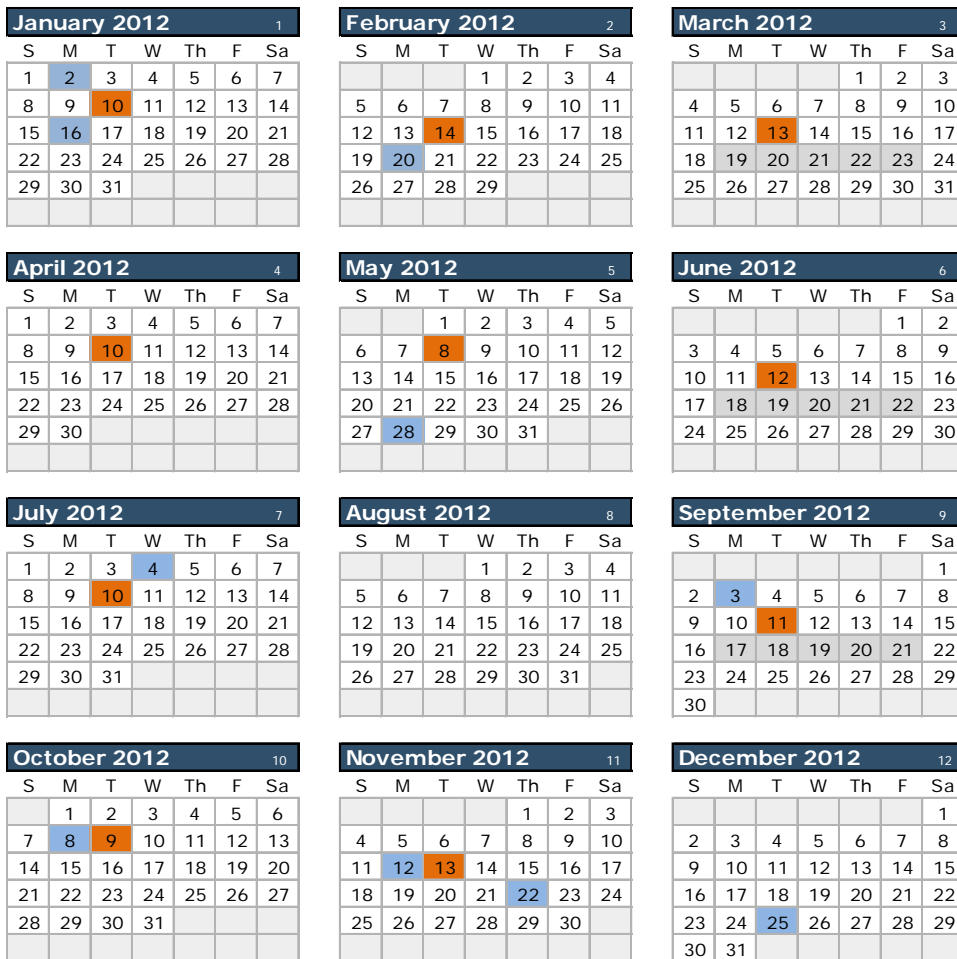 January 2012 1
S M T W Th F Sa
1 2 3 4 5 6 7
8 9 10 11 12 13 14
15 16 17 18 19 20 21
22 23 24 25 26 27 28
29 30 31
February 2012 2
S M T W Th F Sa
1 2 3 4
5 6 7 8 9 10 11
12 13 14 15 16 17 18
19 20 21 22 23 24 25
26 27 28 29
March 2012 3
S M T W Th F Sa
1 2 3
4 5 6 7 8 9 10
11 12 13 14 15 16 17
18 19 20 21 22 23 24
25 26 27 28 29 30 31
April 2012 4
S M T W Th F Sa
1 2 3 4 5 6 7
8 9 10 11 12 13 14
15 16 17 18 19 20 21
22 23 24 25 26 27 28
29 30
May 2012 5
S M T W Th F Sa
1 2 3 4 5
6 7 8 9 10 11 12
13 14 15 16 17 18 19
20 21 22 23 24 25 26
27 28 29 30 31
June 2012 6
S M T W Th F Sa
1 2
3 4 5 6 7 8 9
10 11 12 13 14 15 16
17 18 19 20 21 22 23
24 25 26 27 28 29 30
July 2012 7
S M T W Th F Sa
1 2 3 4 5 6 7
8 9 10 11 12 13 14
15 16 17 18 19 20 21
22 23 24 25 26 27 28
29 30 31
August 2012 8
S M T W Th F Sa
1 2 3 4
5 6 7 8 9 10 11
12 13 14 15 16 17 18
19 20 21 22 23 24 25
26 27 28 29 30 31
September 2012 9
S M T W Th F Sa
1
2 3 4 5 6 7 8
9 10 11 12 13 14 15
16 17 18 19 20 21 22
23 24 25 26 27 28 29
30
October 2012 10
S M T W Th F Sa
1 2 3 4 5 6
7 8 9 10 11 12 13
14 15 16 17 18 19 20
21 22 23 24 25 26 27
28 29 30 31
November 2012 11
S M T W Th F Sa
1 2 3
4 5 6 7 8 9 10
11 12 13 14 15 16 17
18 19 20 21 22 23 24
25 26 27 28 29 30
December 2012 12
S M T W Th F Sa
1
2 3 4 5 6 7 8
9 10 11 12 13 14 15
16 17 18 19 20 21 22
23 24 25 26 27 28 29
30 31